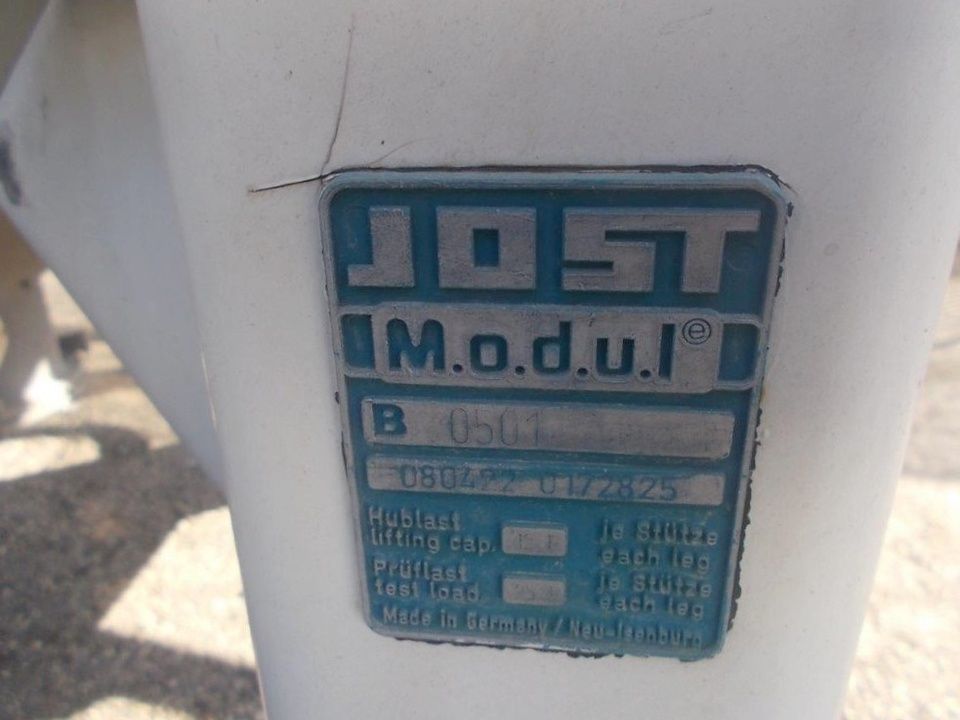 JOST
M.o.d.u.l ⓔ
B 0501
080492 0172825
Hublast je Stütze
lifting cap. each leg
Prüflast je Stütze
test load each leg
Made in Germany / Neu-Isenburg